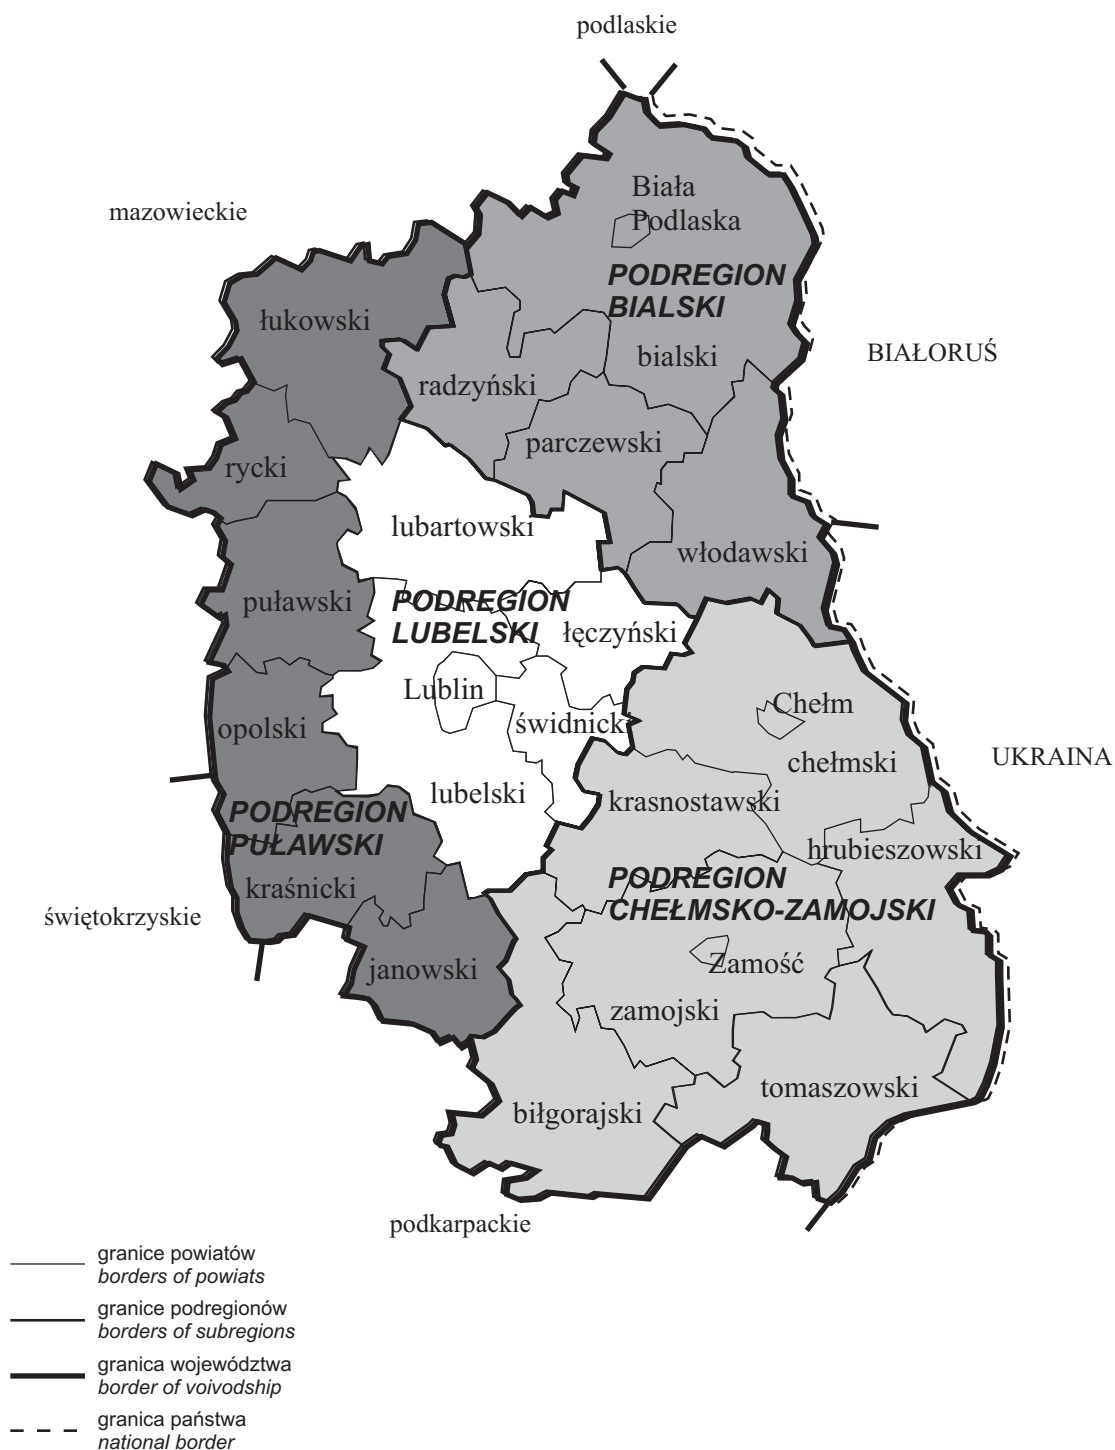 podlaskie
mazowieckie
Biała
Podlaska
PODREGION
BIALSKI
łukowski
bialski
BIAŁORUŚ
radzyński
parczewski
rycki
lubartowski
włodawski
puławski
PODREGION
LUBELSKI
łęczyński
Lublin
Chełm
opolski
świdnicki
UKRAINA
chełmski
lubelski
krasnostawski
PODREGION
PUŁAWSKI
hrubieszowski
kraśnicki
PODREGION
CHEŁMSKO-ZAMOJSKI
świętokrzyskie
janowski
Zamość
zamojski
tomaszowski
biłgorajski
podkarpackie
granice powiatów
borders of powiats
granice podregionów
borders of subregions
granica województwa
border of voivodship
granica państwa
national border